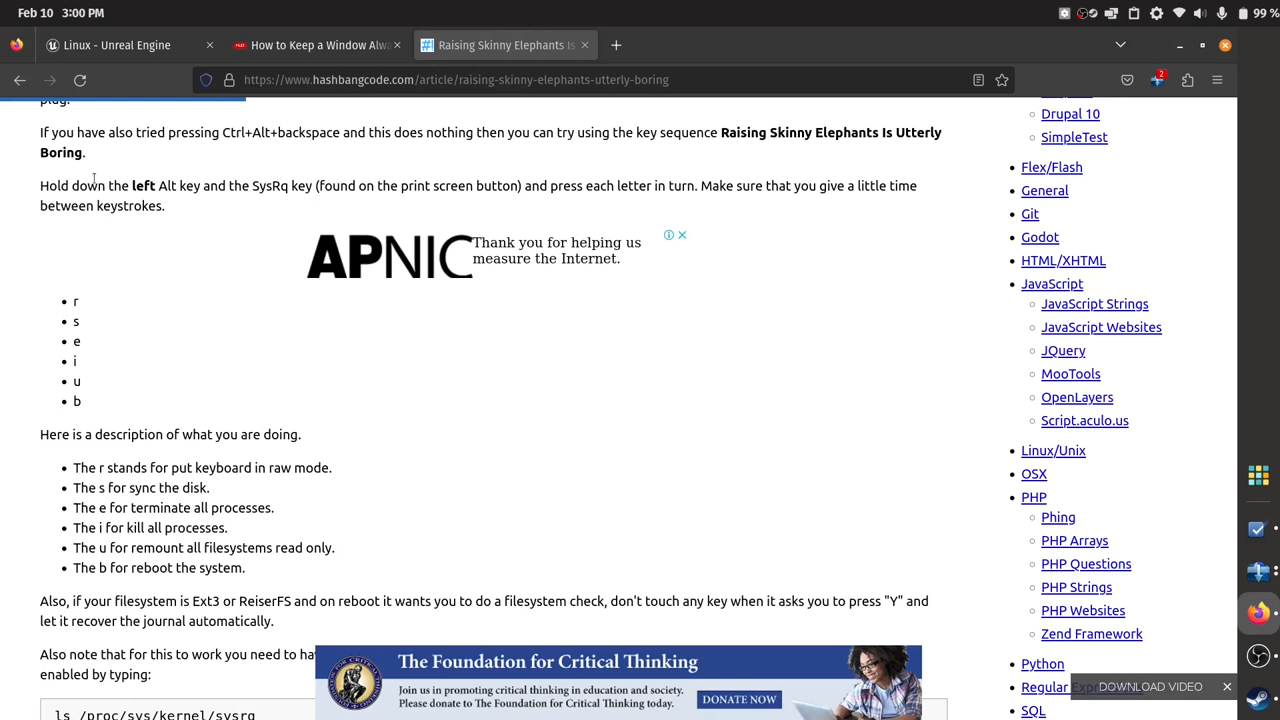 Feb 10 3:00 PM
99 %
Linux - Unreal Engine
How to Keep a Window Alw
Raising Skinny Elephants Is
https://www.hashbangcode.com/article/raising-skinny-elephants-utterly-boring
2
plug.
If you have also tried pressing Ctrl+Alt+backspace and this does nothing then you can try using the key sequence Raising Skinny Elephants Is Utterly
Boring.
Hold down the left Alt key and the SysRq key (found on the print screen button) and press each letter in turn. Make sure that you give a little time
between keystrokes.
APNIC
Thank you for helping us
measure the Internet.
r
s
e
i
u
b
Here is a description of what you are doing.
The r stands for put keyboard in raw mode.
The s for sync the disk.
The e for terminate all processes.
The i for kill all processes.
The u for remount all filesystems read only.
The b for reboot the system.
Also, if your filesystem is Ext3 or ReiserFS and on reboot it wants you to do a filesystem check, don't touch any key when it asks you to press "Y" and
let it recover the journal automatically.
Also note that for this to work you need to ha
enabled by typing:
ls /proc/sys/kernel/sysrq
The Foundation for Critical Thinking
Join us in promoting critical thinking in education and society.
Please donate to The Foundation for Critical Thinking today.
DONATE NOW
Drupal 10
SimpleTest
Flex/Flash
General
Git
Godot
HTML/XHTML
JavaScript
JavaScript Strings
JavaScript Websites
JQuery
MooTools
OpenLayers
Script.aculo.us
Linux/Unix
OSX
PHP
Phing
PHP Arrays
PHP Questions
PHP Strings
PHP Websites
Zend Framework
Python
Regular
DOWNLOAD VIDEO
SQL